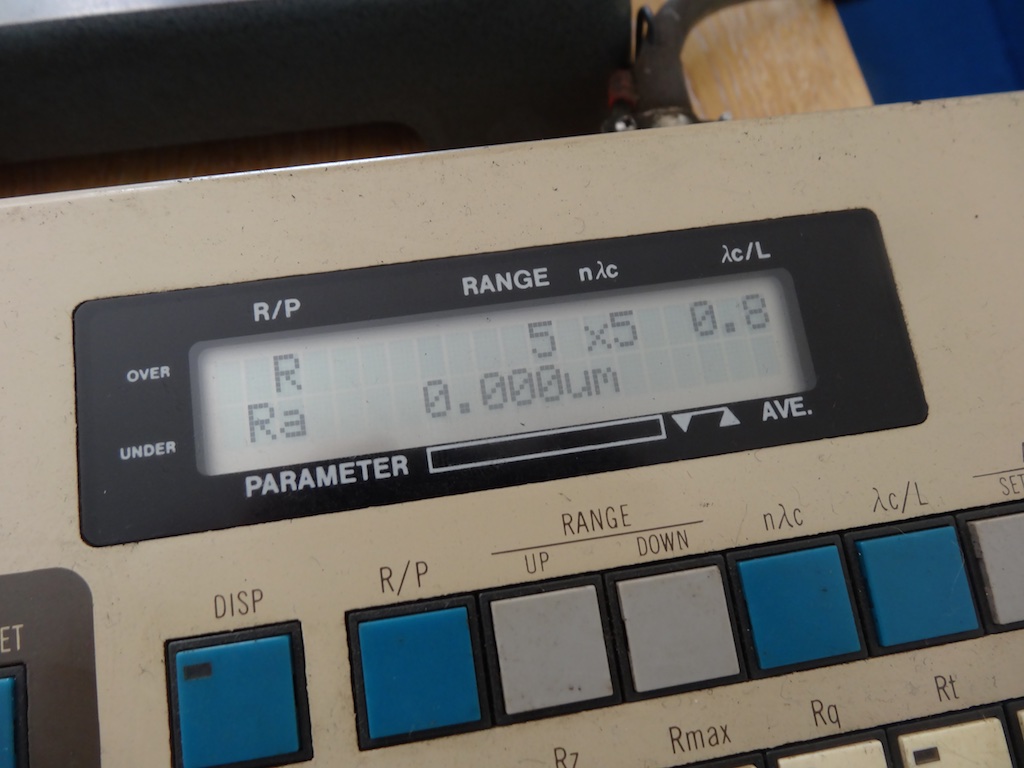 R/P RANGE nλc λc/L
OVER
R 5 x5 0.8
Ra 0.000um
UNDER
PARAMETER AVE.
RANGE
DISP R/P UP DOWN nλc λc/L
Rz Rmax Rq Rt